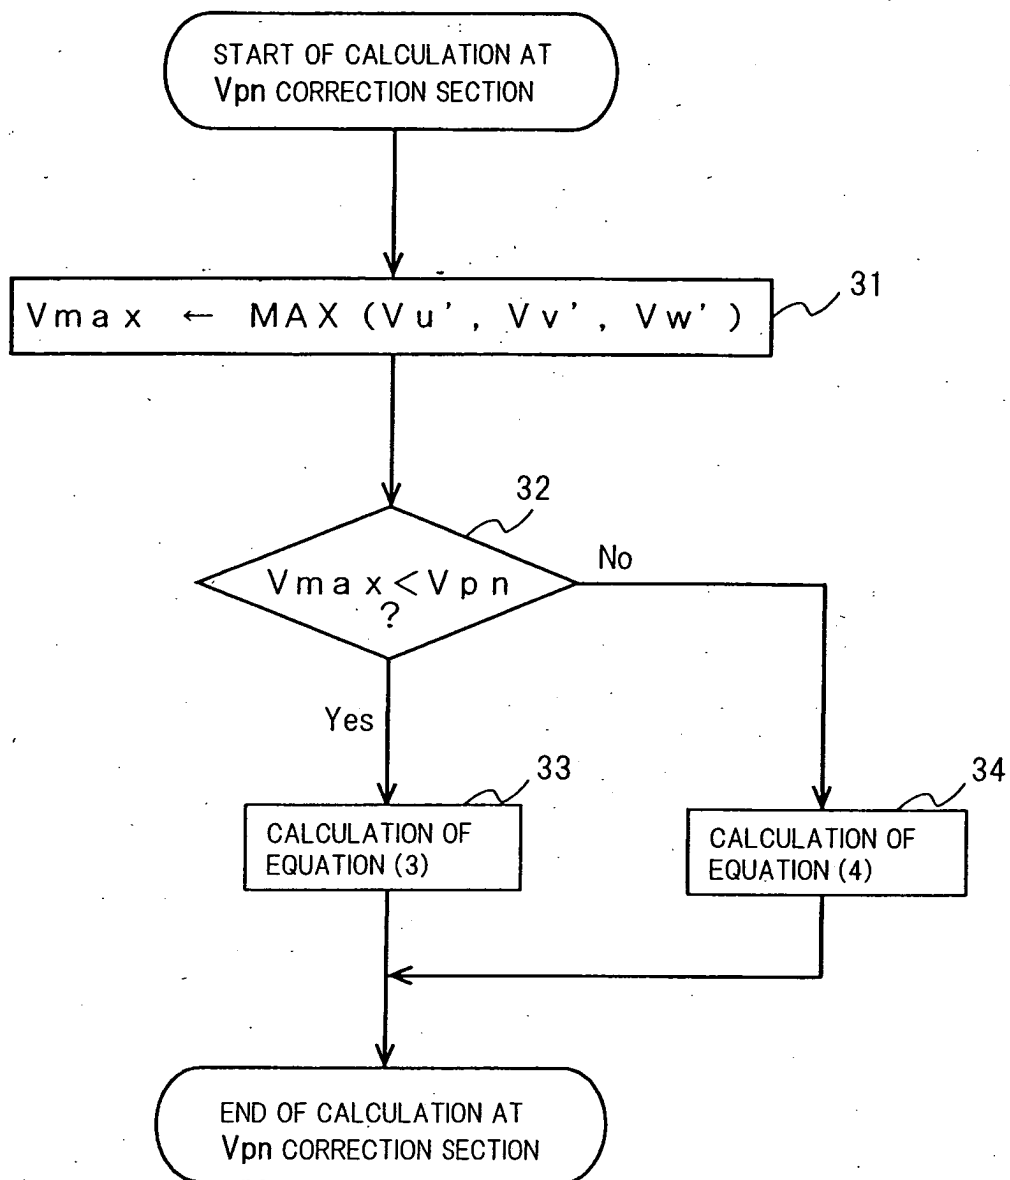 START OF CALCULATION AT
Vpn CORRECTION SECTION
31
Vmax ← MAX (Vu', Vv', Vw')
32
Vmax<Vpn
?
No
Yes
33
34
CALCULATION OF
EQUATION (3)
CALCULATION OF
EQUATION (4)
END OF CALCULATION AT
Vpn CORRECTION SECTION